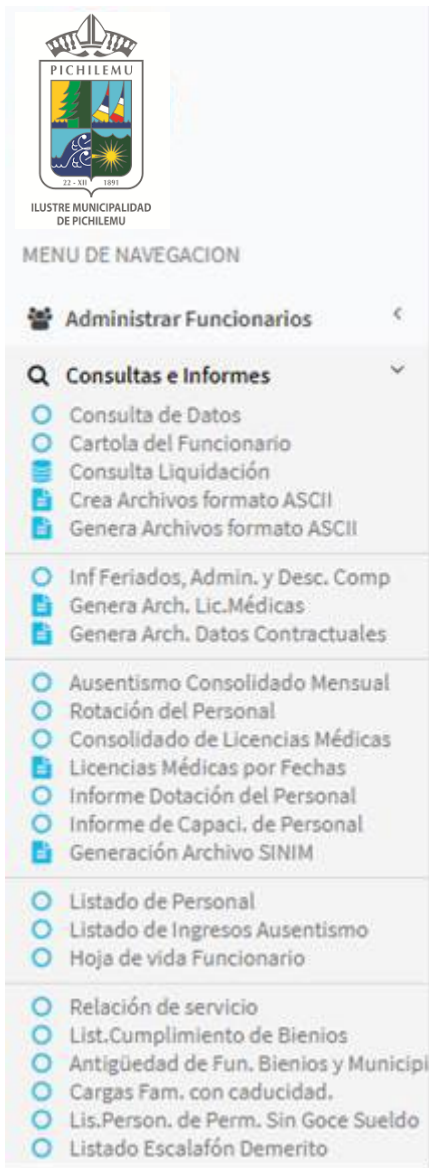 PICHILEMU
22 - XII 1891
ILUSTRE MUNICIPALIDAD
DE PICHILEMU
MENU DE NAVEGACION
Administrar Funcionarios
Consultas e Informes
Consulta de Datos
Cartola del Funcionario
Consulta Liquidación
Crea Archivos formato ASCII
Genera Archivos formato ASCII
Inf Feriados, Admin. y Desc. Comp
Genera Arch. Lic.Médicas
Genera Arch. Datos Contractuales
Ausentismo Consolidado Mensual
Rotación del Personal
Consolidado de Licencias Médicas
Licencias Médicas por Fechas
Informe Dotación del Personal
Informe de Capaci. de Personal
Generación Archivo SINIM
Listado de Personal
Listado de Ingresos Ausentismo
Hoja de vida Funcionario
Relación de servicio
List.Cumplimiento de Bienios
Antigüedad de Fun. Bienios y Municipi
Cargas Fam. con caducidad.
Lis.Person. de Perm. Sin Goce Sueldo
Listado Escalafón Demerito